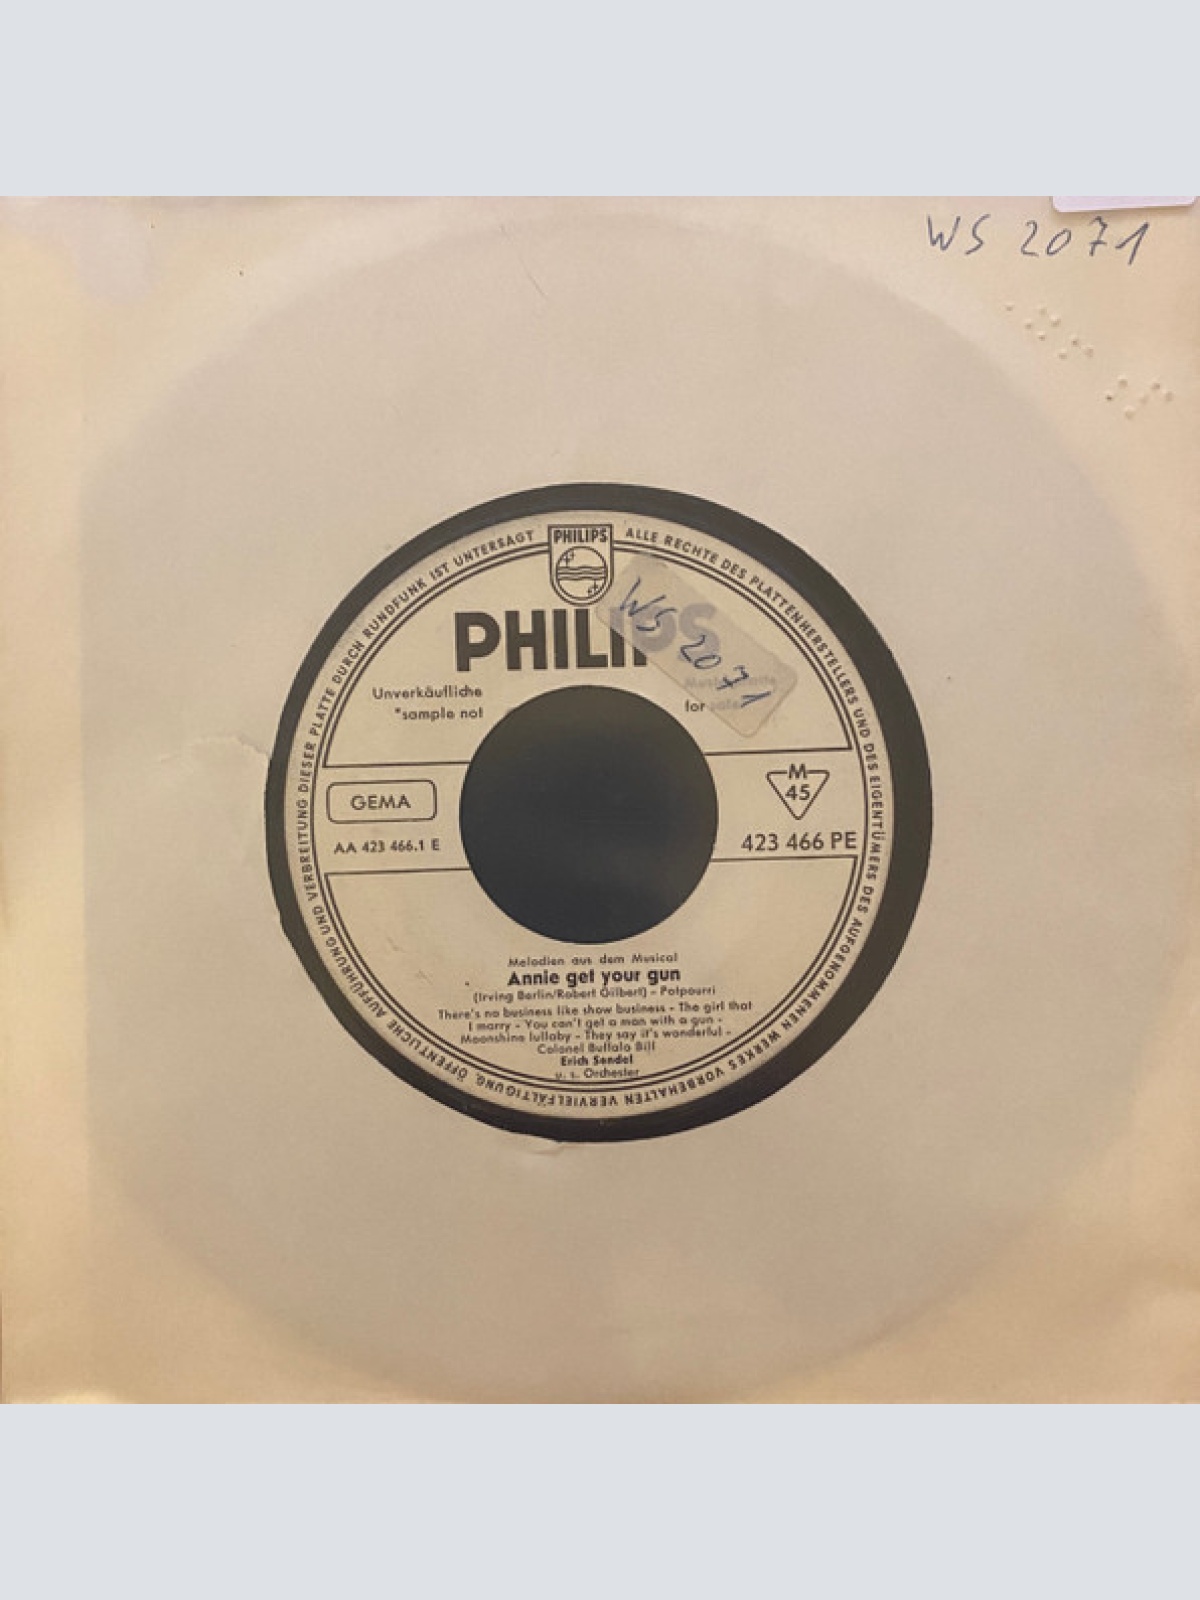 WS 2071
PHILIPS
ALLE RECHTE DES PLATTENHERSTELLERS UND DES EIGENTÜMERS DES AUFGENOMMENEN WERKES VORBEHALTEN VERVIELFÄLTIGUNG, ÖFFENTLICHE AUFFÜHRUNG UND VERBREITUNG DIESER PLATTE DURCH RUNDFUNK IST UNTERSAGT
PHILIPS
WS 2071
Unverkäufliche
*sample not for sale
GEMA
M
45
AA 423 466.1 E
423 466 PE
Melodien aus dem Musical
Annie get your gun
(Irving Berlin/Robert Gilbert) - Potpourri
There's no business like show business - The girl that
I marry - You can't get a man with a gun -
Moonshine lullaby - They say it's wonderful -
Colonel Buffalo Bill
Erich Sendel
u. s. Orchester